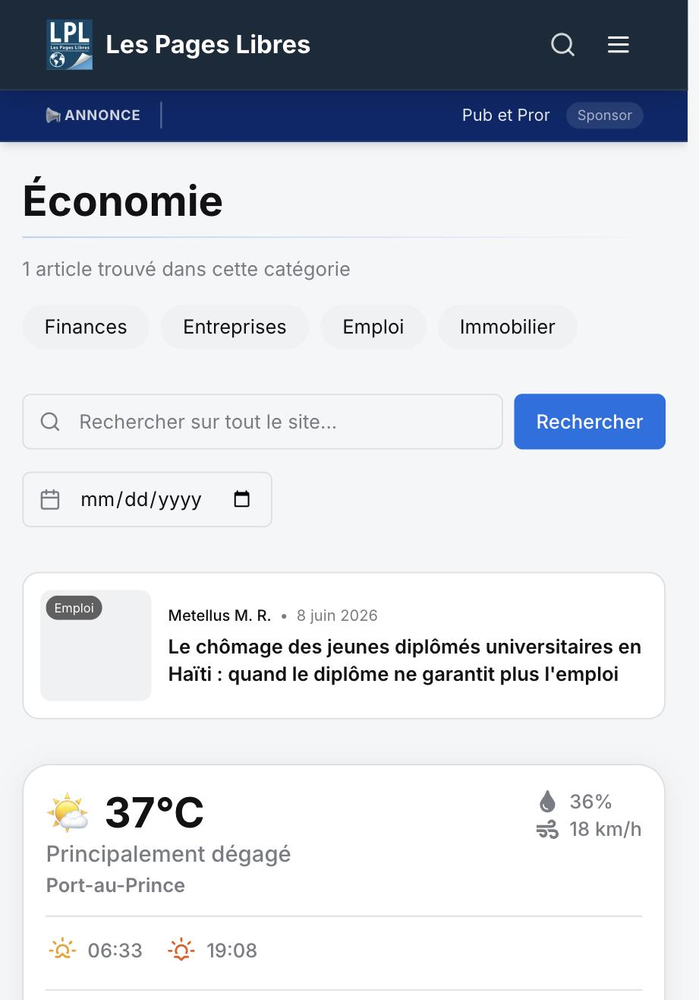 LPL
Les Pages Libres
Les Pages Libres
ANNONCE
Pub et Pror
Sponsor
Économie
1 article trouvé dans cette catégorie
Finances
Entreprises
Emploi
Immobilier
Rechercher sur tout le site...
Rechercher
mm/dd/yyyy
Emploi
Metellus M. R. • 8 juin 2026
Le chômage des jeunes diplômés universitaires en
Haïti : quand le diplôme ne garantit plus l'emploi
37°C
36%
18 km/h
Principalement dégagé
Port-au-Prince
06:33
19:08